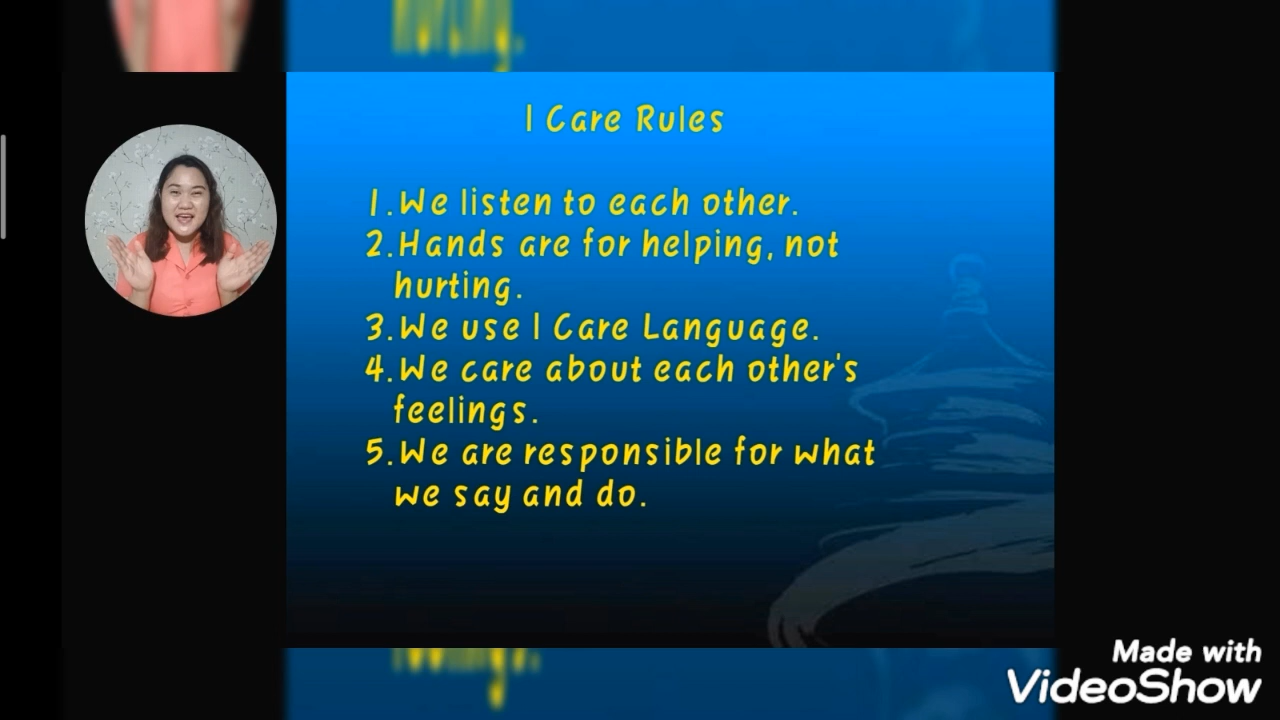 I Care Rules
1.We listen to each other.
2.Hands are for helping, not
hurting.
3.We use I Care Language.
4.We care about each other's
feelings.
5.We are responsible for what
we say and do.
Made with
VideoShow